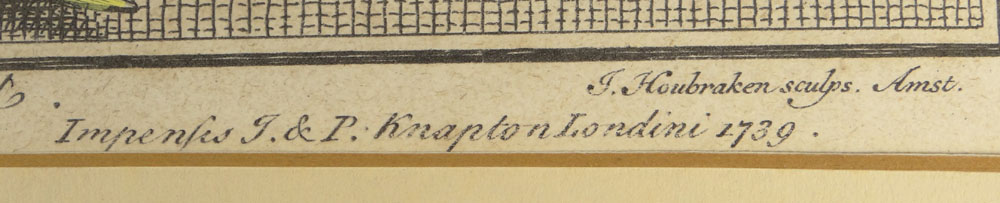 J. Houbraken sculps. Amst.
Impenſis J. & P. Knapton Londini 1739.